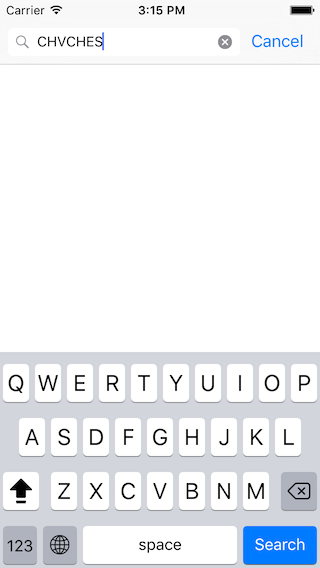 Carrier 3:15 PM
CHVCHES Cancel
Q W E R T Y U I O P
A S D F G H J K L
Z X C V B N M
123 space Search